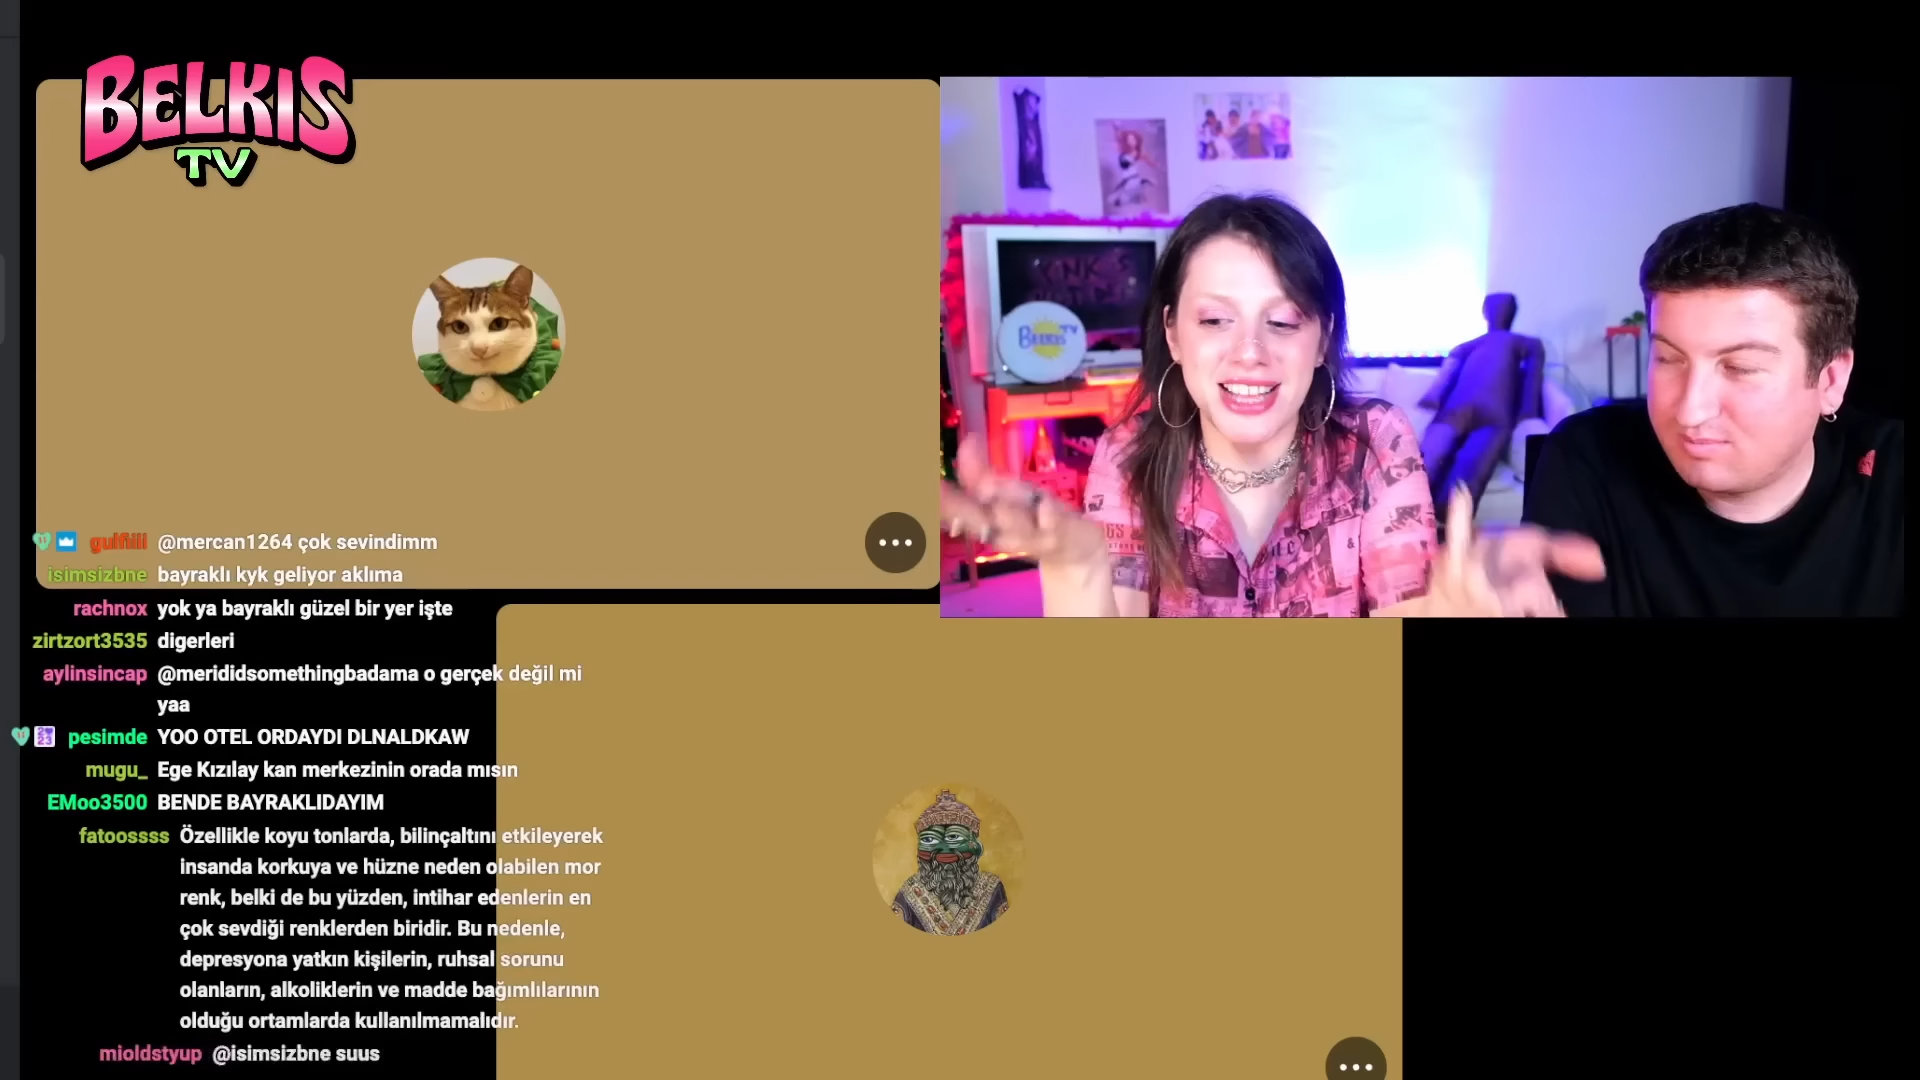 BELKIS
TV
BELKIS TV
gulfiiii @mercan1264 çok sevindimm
isimsizbne bayraklı kyk geliyor aklıma
rachnox yok ya bayraklı güzel bir yer işte
zirtzort3535 digerleri
aylinsincap @merididsomethingbadama o gerçek değil mi
yaa
pesimde YOO OTEL ORDAYDI DLNALDKAW
mugu_ Ege Kızılay kan merkezinin orada mısın
EMoo3500 BENDE BAYRAKLIDAYIM
fatoossss Özellikle koyu tonlarda, bilinçaltını etkileyerek
insanda korkuya ve hüzne neden olabilen mor
renk, belki de bu yüzden, intihar edenlerin en
çok sevdiği renklerden biridir. Bu nedenle,
depresyona yatkın kişilerin, ruhsal sorunu
olanların, alkoliklerin ve madde bağımlılarının
olduğu ortamlarda kullanılmamalıdır.
mioldstyup @isimsizbne suus